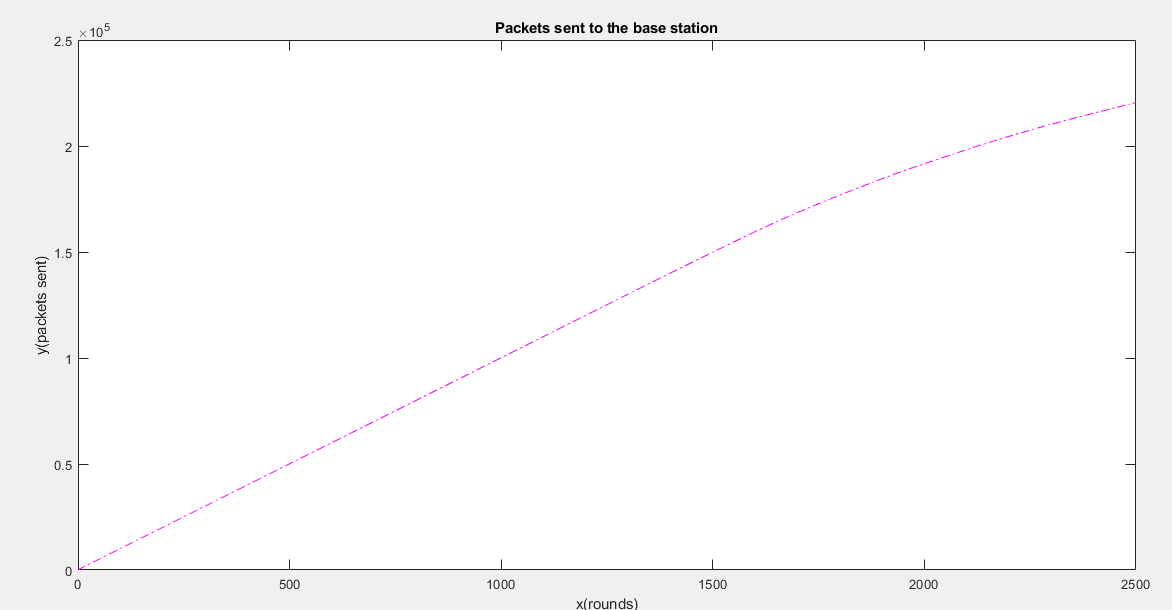 Packets sent to the base station
×10^5
2.5
2
1.5
1
0.5
0
y(packets sent)
0 500 1000 1500 2000 2500
x(rounds)